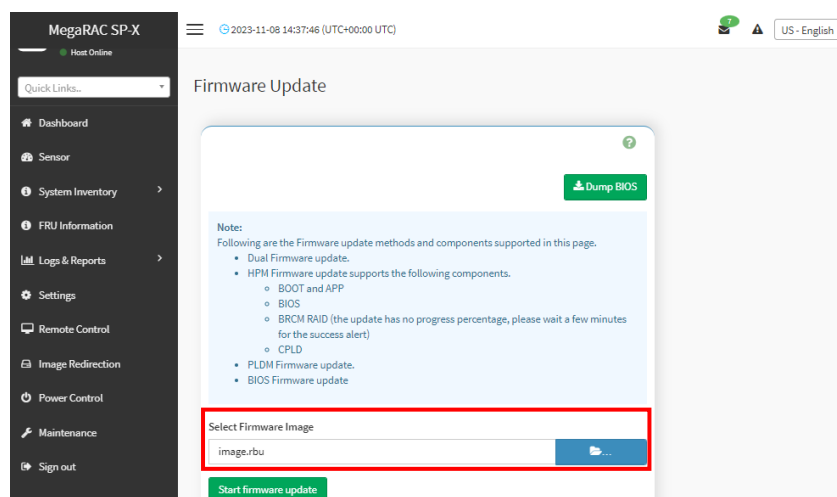 MegaRAC SP-X
2023-11-08 14:37:46 (UTC+00:00 UTC)
7
US - English
Host Online
Quick Links..
Dashboard
Sensor
System Inventory
FRU Information
Logs & Reports
Settings
Remote Control
Image Redirection
Power Control
Maintenance
Sign out
Firmware Update
Dump BIOS
Note:
Following are the Firmware update methods and components supported in this page.
Dual Firmware update.
HPM Firmware update supports the following components.
BOOT and APP
BIOS
BRCM RAID (the update has no progress percentage, please wait a few minutes
for the success alert)
CPLD
PLDM Firmware update.
BIOS Firmware update
Select Firmware Image
image.rbu
...
Start firmware update